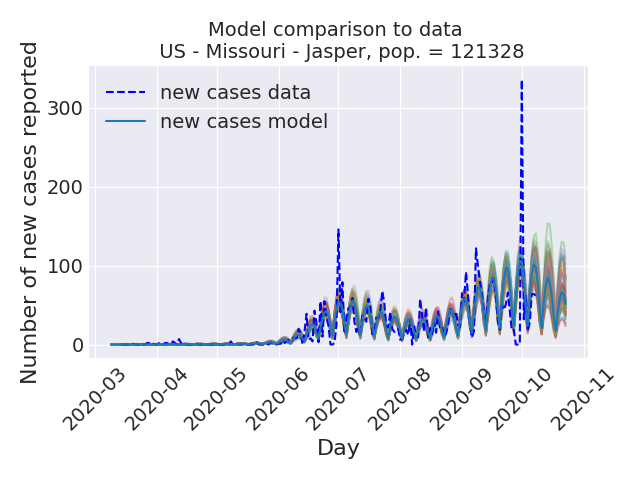 Model comparison to data
US - Missouri - Jasper, pop. = 121328
Number of new cases reported
new cases data
new cases model
300
200
100
0
2020-03
2020-04
2020-05
2020-06
2020-07
2020-08
2020-09
2020-10
2020-11
Day